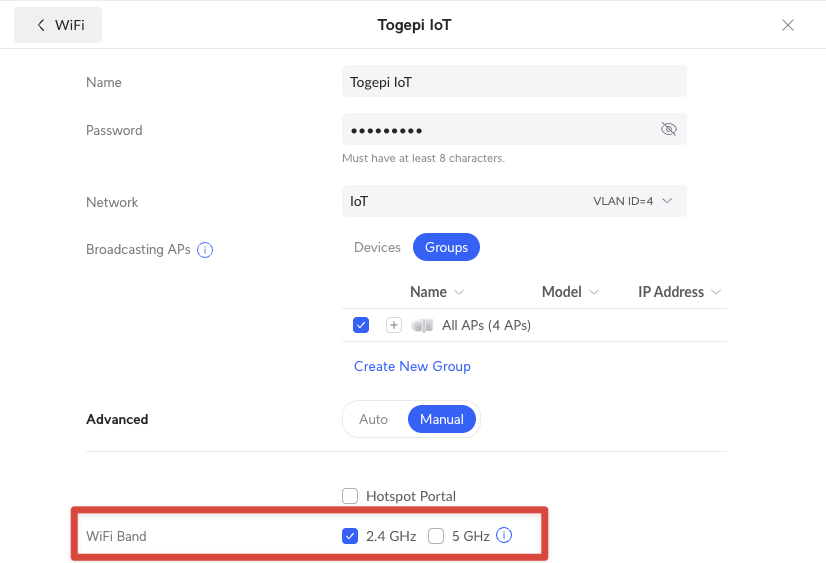 WiFi
Togepi IoT
Name Togepi IoT
Password •••••••••
Must have at least 8 characters.
Network IoT VLAN ID=4
Broadcasting APs Devices Groups
Name Model IP Address
All APs (4 APs)
Create New Group
Advanced Auto Manual
Hotspot Portal
WiFi Band 2.4 GHz 5 GHz